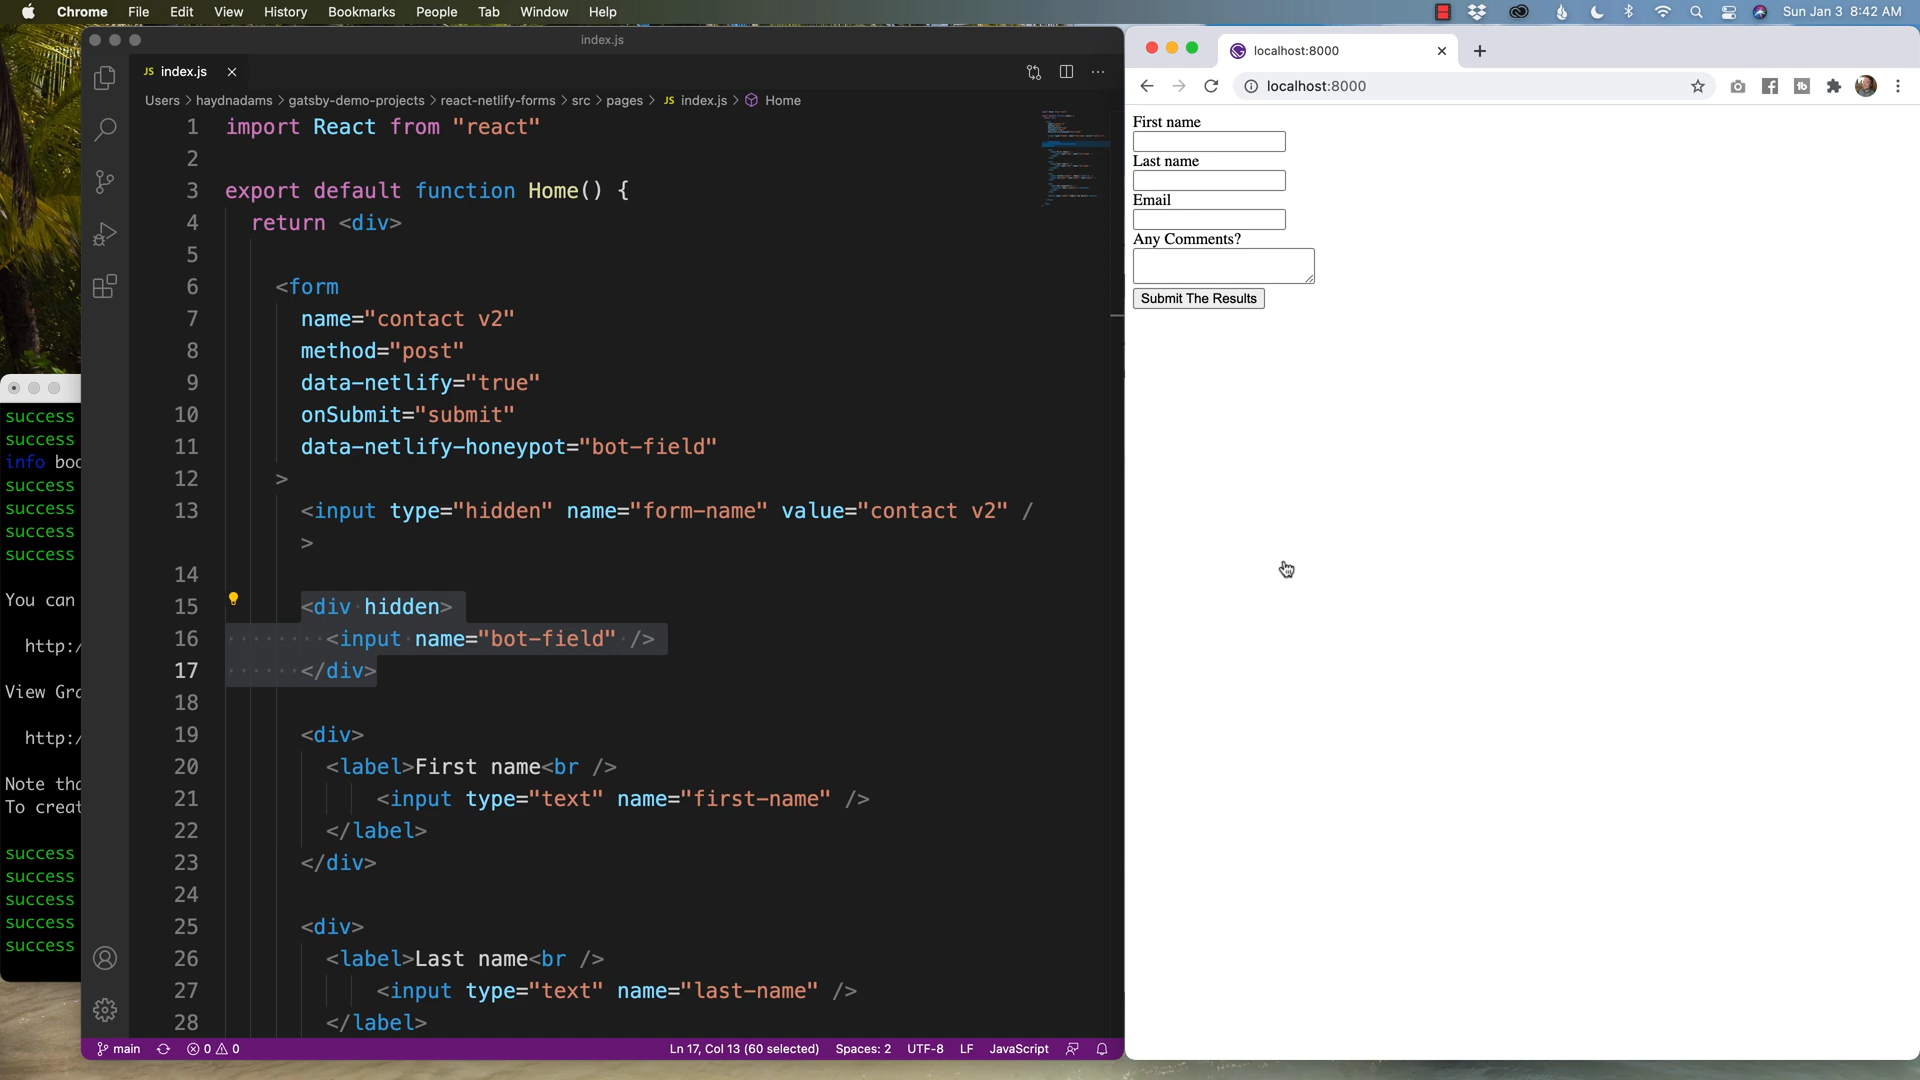 Chrome File Edit View History Bookmarks People Tab Window Help
Sun Jan 3 8:42 AM
index.js
JS index.js
Users > haydnadams > gatsby-demo-projects > react-netlify-forms > src > pages > JS index.js > Home
1 import React from "react"
2
3 export default function Home() {
4 return <div>
5
6 <form
7 name="contact v2"
8 method="post"
9 data-netlify="true"
10 onSubmit="submit"
11 data-netlify-honeypot="bot-field"
12 >
13 <input type="hidden" name="form-name" value="contact v2" /
>
14
15 <div hidden>
16 <input name="bot-field" />
17 </div>
18
19 <div>
20 <label>First name<br />
21 <input type="text" name="first-name" />
22 </label>
23 </div>
24
25 <div>
26 <label>Last name<br />
27 <input type="text" name="last-name" />
28 </label>
main
0 0
Ln 17, Col 13 (60 selected) Spaces: 2 UTF-8 LF JavaScript
success
success
info boo
success
success
success
success
You can
http:/
View Gra
http:/
Note tha
To creat
success
success
success
success
success
localhost:8000
localhost:8000
First name
Last name
Email
Any Comments?
Submit The Results